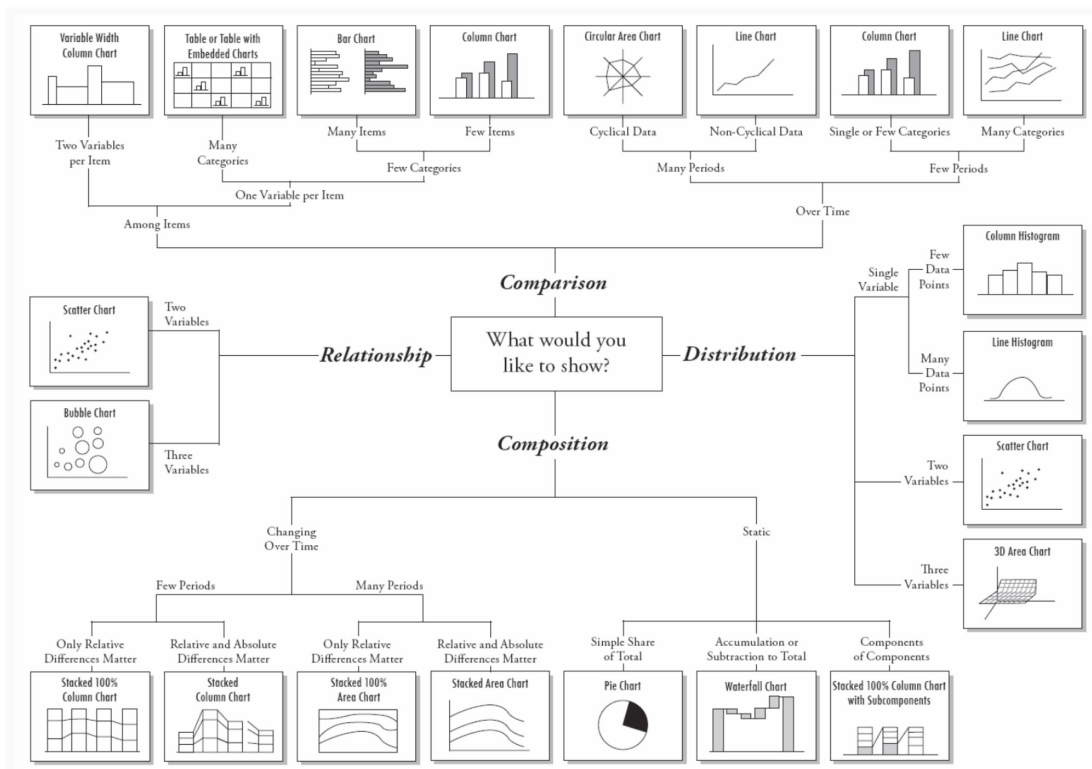 Variable Width
Column Chart
Table or Table with
Embedded Charts
Bar Chart
Column Chart
Circular Area Chart
Line Chart
Column Chart
Line Chart
Two Variables
per Item
Many
Categories
Many Items
Few Items
Cyclical Data
Non-Cyclical Data
Single or Few Categories
Many Categories
Few Categories
Many Periods
Few Periods
One Variable per Item
Over Time
Among Items
Comparison
What would you
like to show?
Relationship
Two
Variables
Scatter Chart
Three
Variables
Bubble Chart
Distribution
Single
Variable
Few
Data
Points
Column Histogram
Many
Data
Points
Line Histogram
Two
Variables
Scatter Chart
Three
Variables
3D Area Chart
Composition
Changing
Over Time
Static
Few Periods
Many Periods
Only Relative
Differences Matter
Relative and Absolute
Differences Matter
Only Relative
Differences Matter
Relative and Absolute
Differences Matter
Simple Share
of Total
Accumulation or
Subtraction to Total
Components
of Components
Stacked 100%
Column Chart
Stacked
Column Chart
Stacked 100%
Area Chart
Stacked Area Chart
Pie Chart
Waterfall Chart
Stacked 100% Column Chart
with Subcomponents